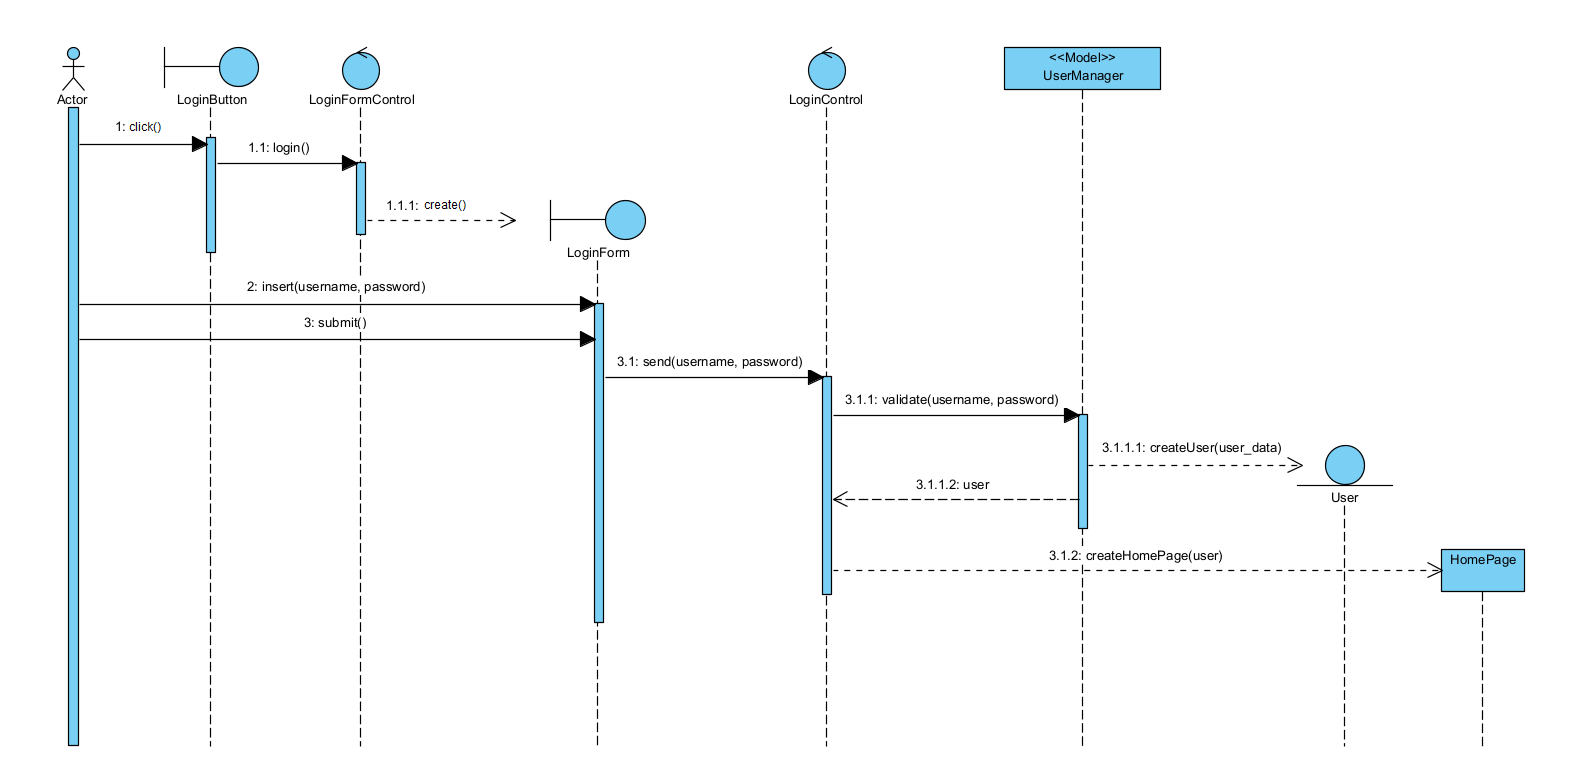 <<Model>>
UserManager
Actor
LoginButton
LoginFormControl
LoginControl
1: click()
1.1: login()
1.1.1: create()
LoginForm
2: insert(username, password)
3: submit()
3.1: send(username, password)
3.1.1: validate(username, password)
3.1.1.1: createUser(user_data)
3.1.1.2: user
User
3.1.2: createHomePage(user)
HomePage